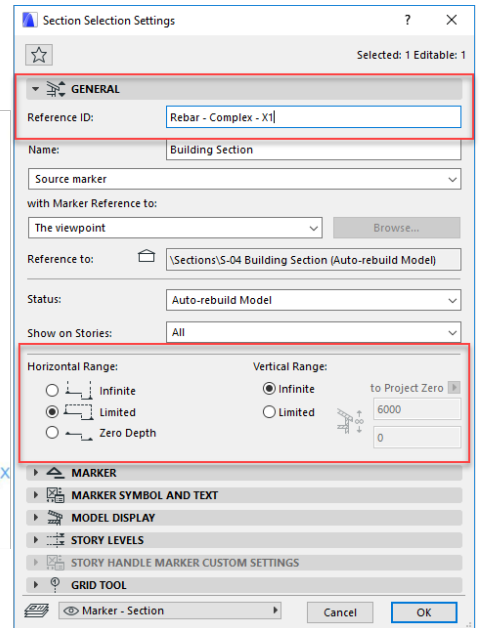 Section Selection Settings ? ×
Selected: 1 Editable: 1
GENERAL
Reference ID: Rebar - Complex - X1
Name: Building Section
Source marker
with Marker Reference to:
The viewpoint Browse...
Reference to: \Sections\S-04 Building Section (Auto-rebuild Model)
Status: Auto-rebuild Model
Show on Stories: All
Horizontal Range: Vertical Range:
Infinite Infinite to Project Zero
Limited Limited 6000
Zero Depth 0
X
MARKER
MARKER SYMBOL AND TEXT
MODEL DISPLAY
STORY LEVELS
STORY HANDLE MARKER CUSTOM SETTINGS
GRID TOOL
Marker - Section Cancel OK